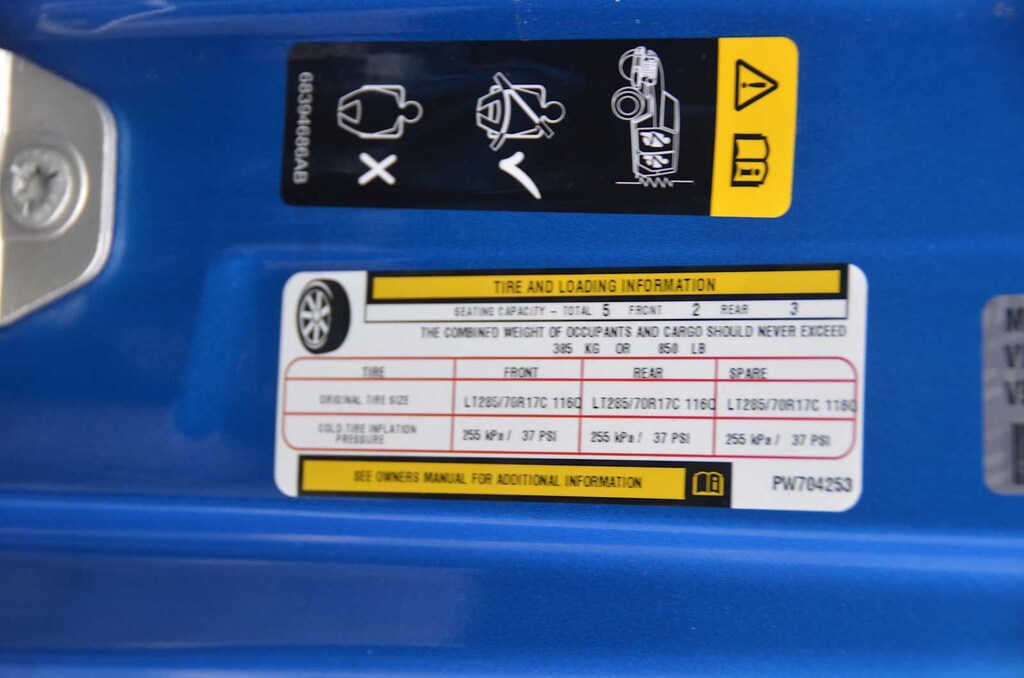 68394686AB
TIRE AND LOADING INFORMATION
SEATING CAPACITY - TOTAL 5 FRONT 2 REAR 3
THE COMBINED WEIGHT OF OCCUPANTS AND CARGO SHOULD NEVER EXCEED
385 KG OR 850 LB
TIRE FRONT REAR SPARE
ORIGINAL TIRE SIZE LT285/70R17C 116Q LT285/70R17C 116Q LT285/70R17C 116Q
COLD TIRE INFLATION PRESSURE 255 kPa / 37 PSI 255 kPa / 37 PSI 255 kPa / 37 PSI
SEE OWNERS MANUAL FOR ADDITIONAL INFORMATION
PW704253